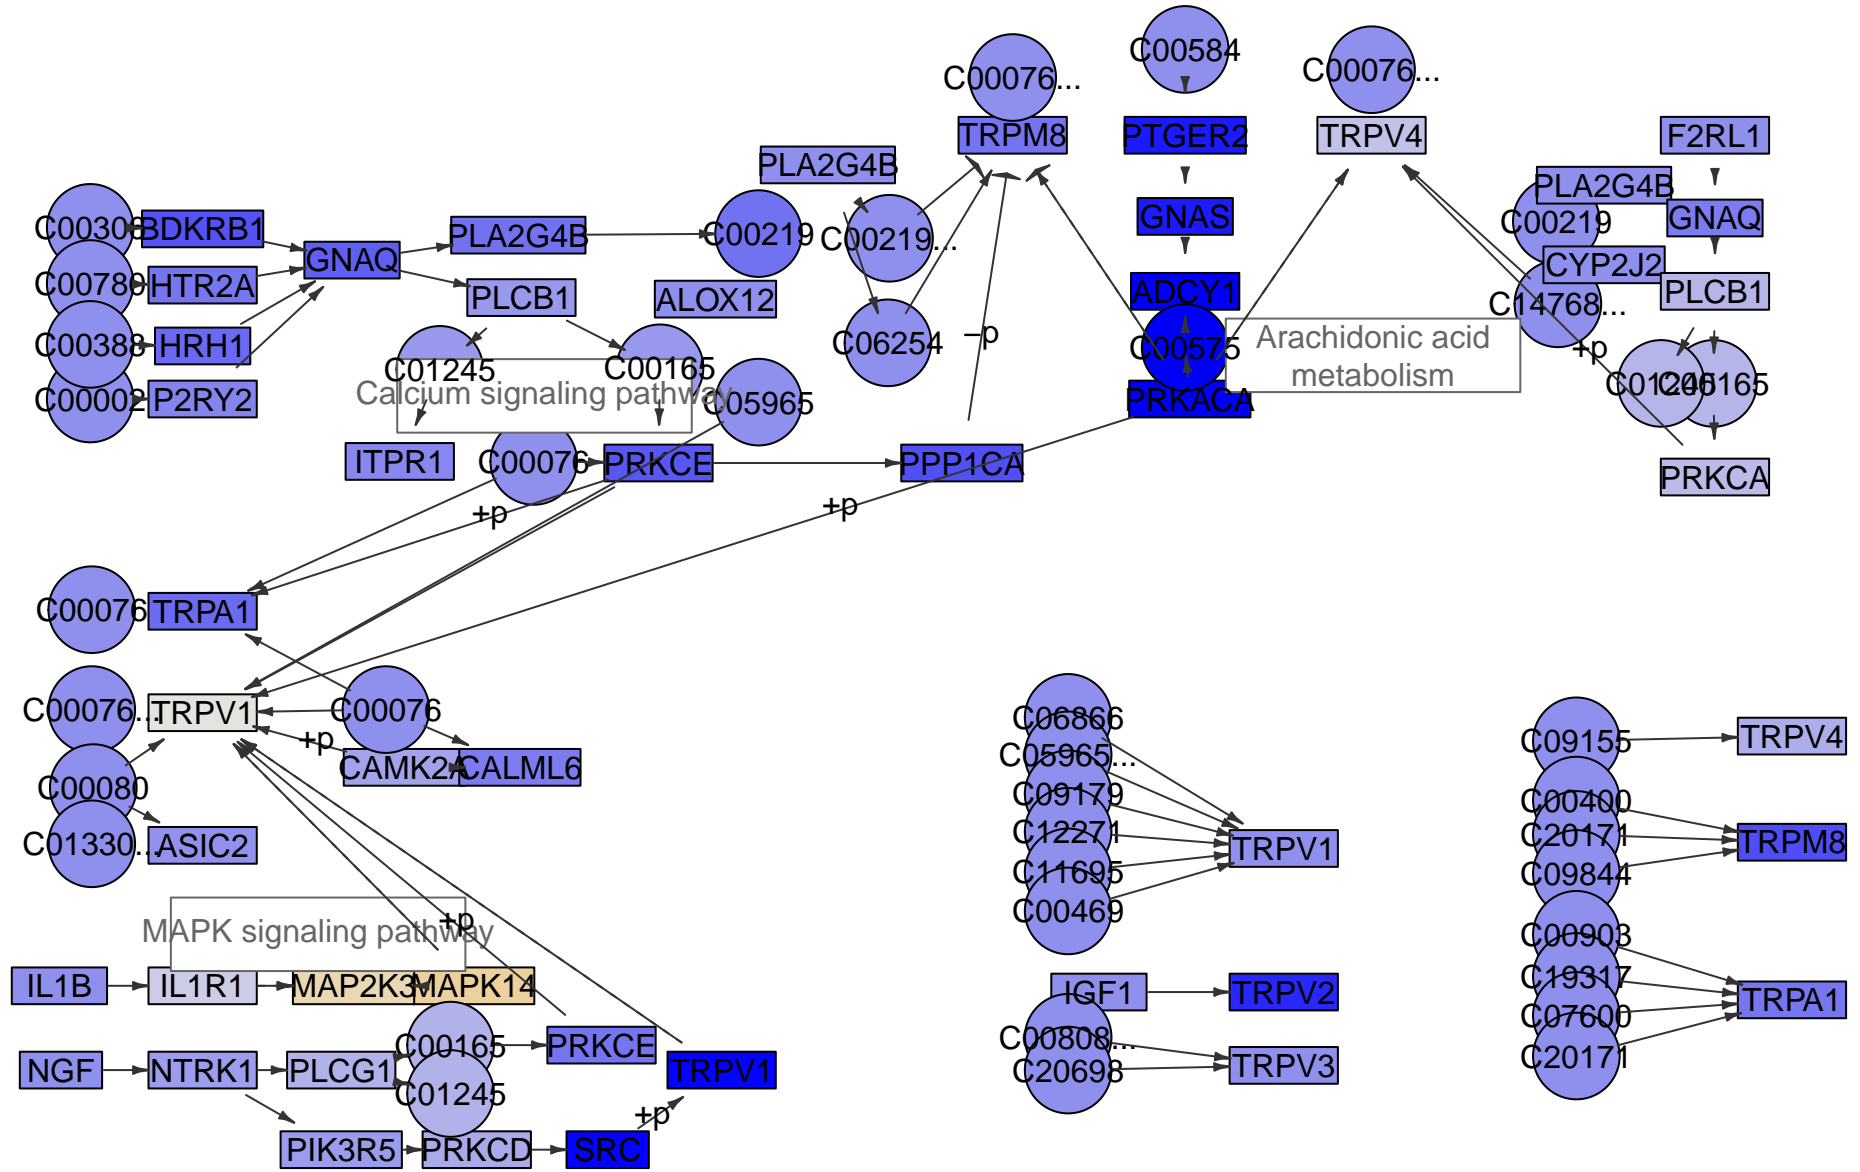 C00584
C00076...
C00076...
TRPM8
PTGER2
TRPV4
F2RL1
PLA2G4B
PLA2G4B
C00219
GNAS
GNAQ
BDKRB1
PLA2G4B
C00219
C00219...
GNAQ
CYP2J2
HTR2A
PLCB1
ALOX12
ADCY1
PLCB1
C14768...
C00388
HRH1
C06254
−p
C00575
Arachidonic acid
metabolism
+p
C01245
C00165
Calcium signaling pathway
C00002
P2RY2
C05965
PRKACA
C01245
C00165
ITPR1
C00076
PRKCE
PPP1CA
PRKCA
+p
+p
C00076
TRPA1
C00076...
TRPV1
C00076
+p
CAMK2A
CALML6
C00080
C01330...
ASIC2
C06866
C05965...
C09179
C12271
C11695
C00469
TRPV1
C09155
TRPV4
C00400
C20171
C09844
TRPM8
C00903
C19317
C07600
C20171
TRPA1
MAPK signaling pathway
+p
IL1B
IL1R1
MAP2K3
MAPK14
IGF1
TRPV2
C00165
PRKCE
C00808...
C20698
TRPV3
NGF
NTRK1
PLCG1
C01245
TRPV1
+p
PIK3R5
PRKCD
SRC